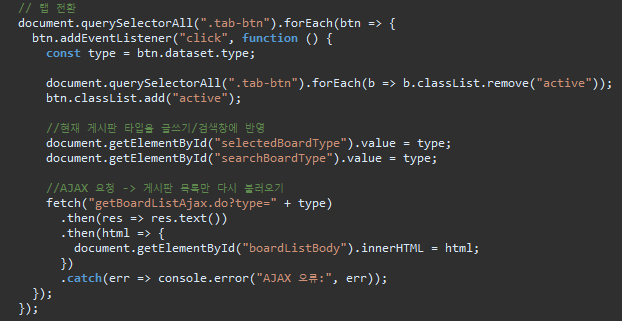 // 탭 전환
document.querySelectorAll(".tab-btn").forEach(btn => {
  btn.addEventListener("click", function () {
    const type = btn.dataset.type;

    document.querySelectorAll(".tab-btn").forEach(b => b.classList.remove("active"));
    btn.classList.add("active");

    //현재 게시판 타입을 글쓰기/검색창에 반영
    document.getElementById("selectedBoardType").value = type;
    document.getElementById("searchBoardType").value = type;

    //AJAX 요청 -> 게시판 목록만 다시 불러오기
    fetch("getBoardListAjax.do?type=" + type)
      .then(res => res.text())
      .then(html => {
        document.getElementById("boardListBody").innerHTML = html;
      })
      .catch(err => console.error("AJAX 오류:", err));
  });
});